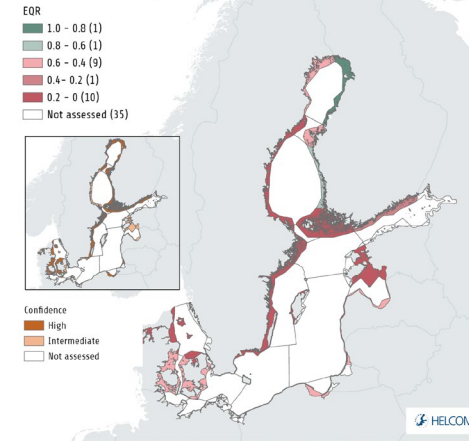 EQR
1.0 - 0.8 (1)
0.8 - 0.6 (1)
0.6 - 0.4 (9)
0.4- 0.2 (1)
0.2 - 0 (10)
Not assessed (35)
Confidence
High
Intermediate
Not assessed
HELCOM